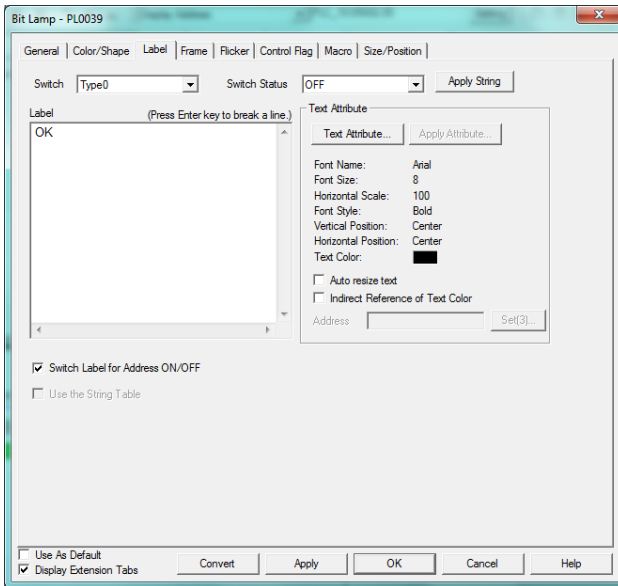 Bit Lamp - PL0039
General Color/Shape Label Frame Flicker Control Flag Macro Size/Position
Switch Type0 Switch Status OFF Apply String
Label (Press Enter key to break a line.)
OK
Text Attribute
Text Attribute... Apply Attribute...
Font Name: Arial
Font Size: 8
Horizontal Scale: 100
Font Style: Bold
Vertical Position: Center
Horizontal Position: Center
Text Color:
Auto resize text
Indirect Reference of Text Color
Address Set(3)...
Switch Label for Address ON/OFF
Use the String Table
Use As Default
Display Extension Tabs
Convert Apply OK Cancel Help